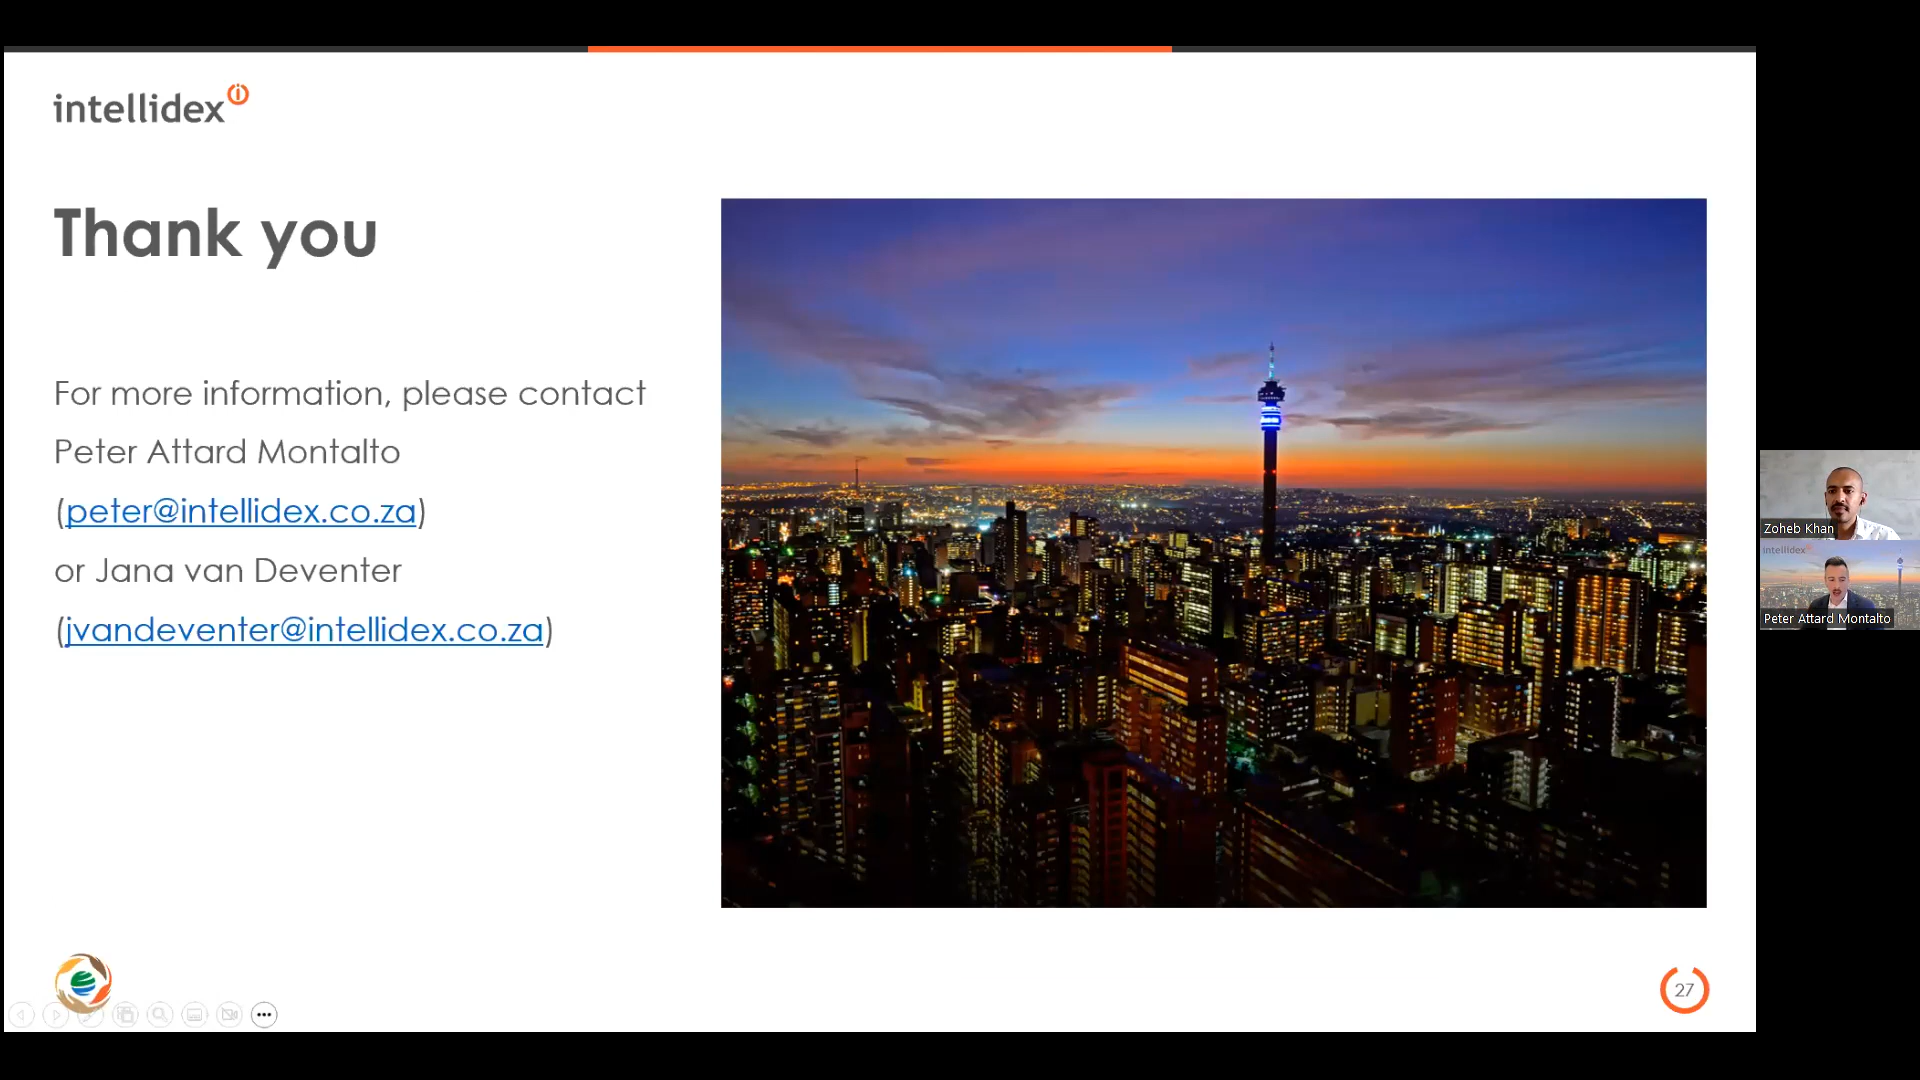 intellidex
Thank you
For more information, please contact
Peter Attard Montalto
(peter@intellidex.co.za)
or Jana van Deventer
(jvandeventer@intellidex.co.za)
27
Zoheb Khan
intellidex
Peter Attard Montalto